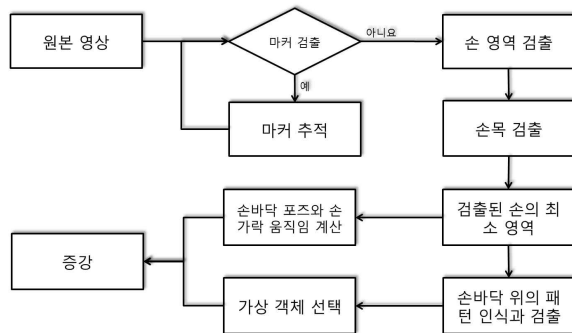 원본 영상
마커 검출
아니요
손 영역 검출
예
마커 추적
손목 검출
손바닥 포즈와 손
가락 움직임 계산
검출된 손의 최
소 영역
증강
가상 객체 선택
손바닥 위의 패
턴 인식과 검출